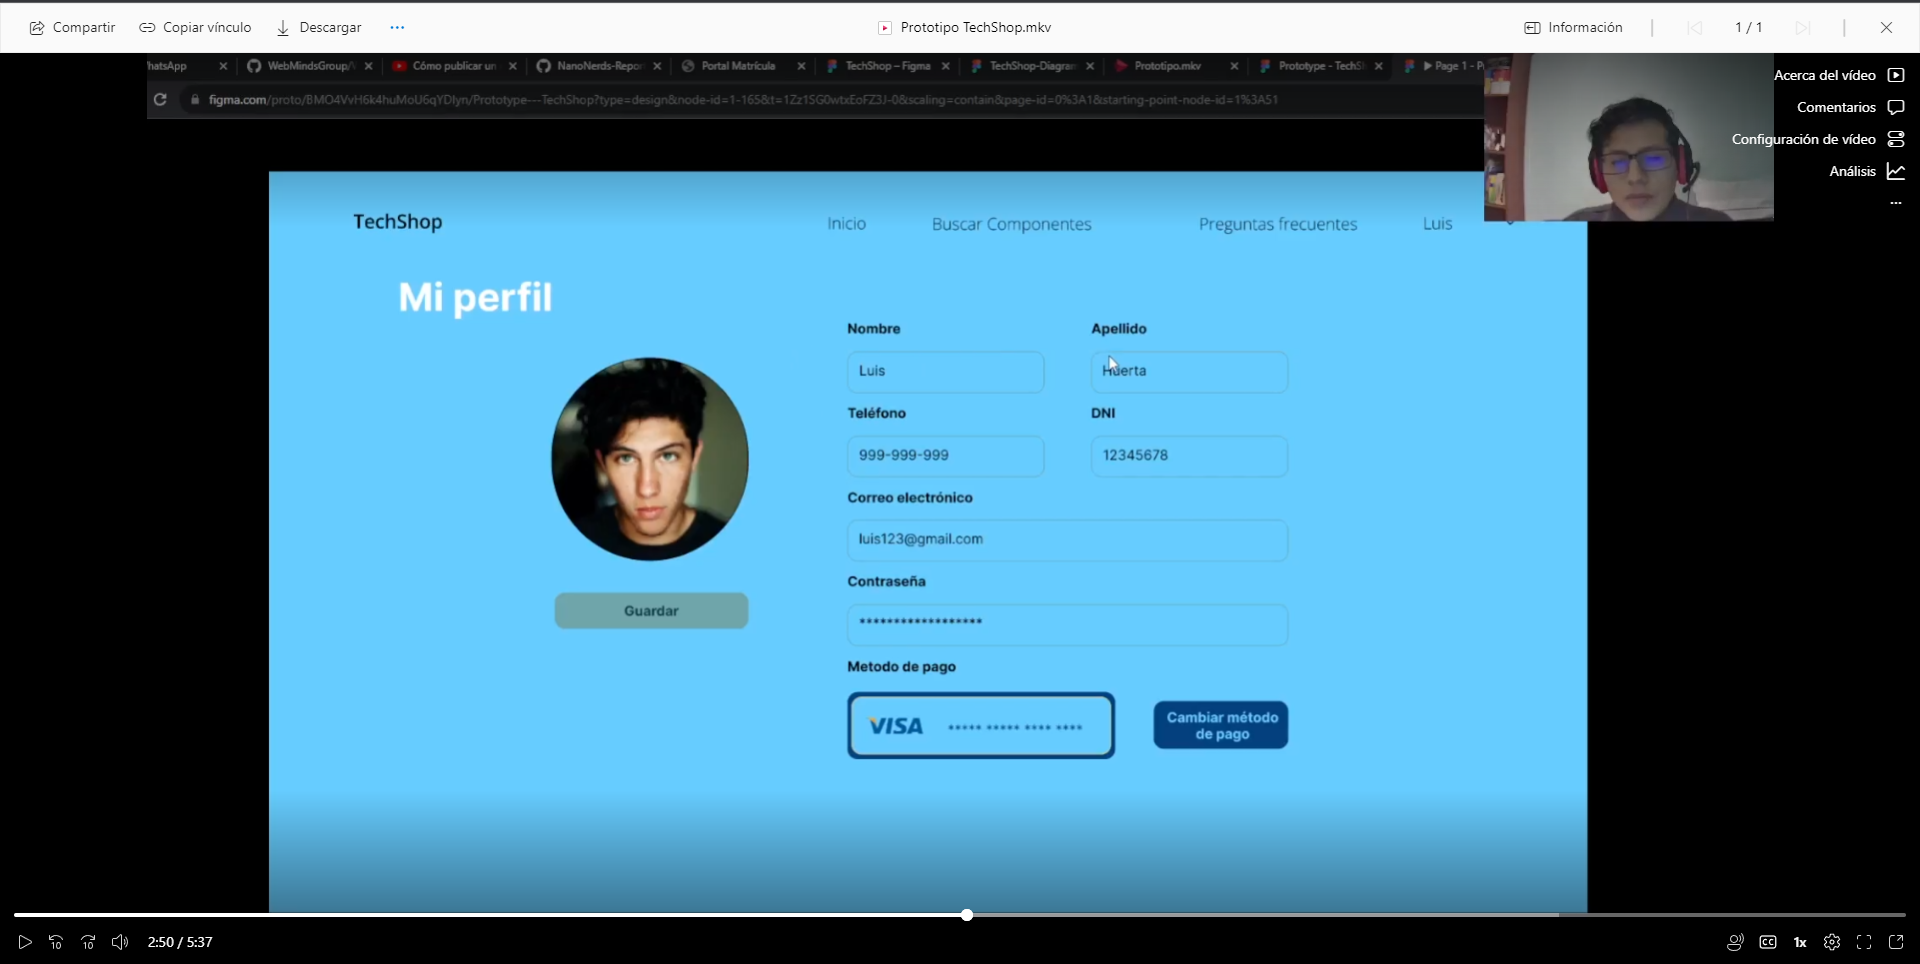 Compartir
Copiar vínculo
Descargar
Prototipo TechShop.mkv
Información
1 / 1
hatsApp
WebMindsGroup/
Cómo publicar un
NanoNerds-Repor
Portal Matrícula
TechShop – Figma
TechShop-Diagran
Prototipo.mkv
Prototype - TechS
Page 1 - P
Acerca del vídeo
figma.com/proto/BMO4VvH6k4huMoU6qYDlyn/Prototype---TechShop?type=design&node-id=1-165&t=1Zz1SG0wtxEoFZ3J-0&scaling=contain&page-id=0%3A1&starting-point-node-id=1%3A51
Comentarios
Configuración de vídeo
Análisis
TechShop
Inicio
Buscar Componentes
Preguntas frecuentes
Luis
Mi perfil
Nombre
Apellido
Luis
Huerta
Teléfono
DNI
999-999-999
12345678
Correo electrónico
luis123@gmail.com
Contraseña
******************
Guardar
Metodo de pago
VISA ***** ***** **** ****
Cambiar método
de pago
10
10
2:50 / 5:37
CC
1x